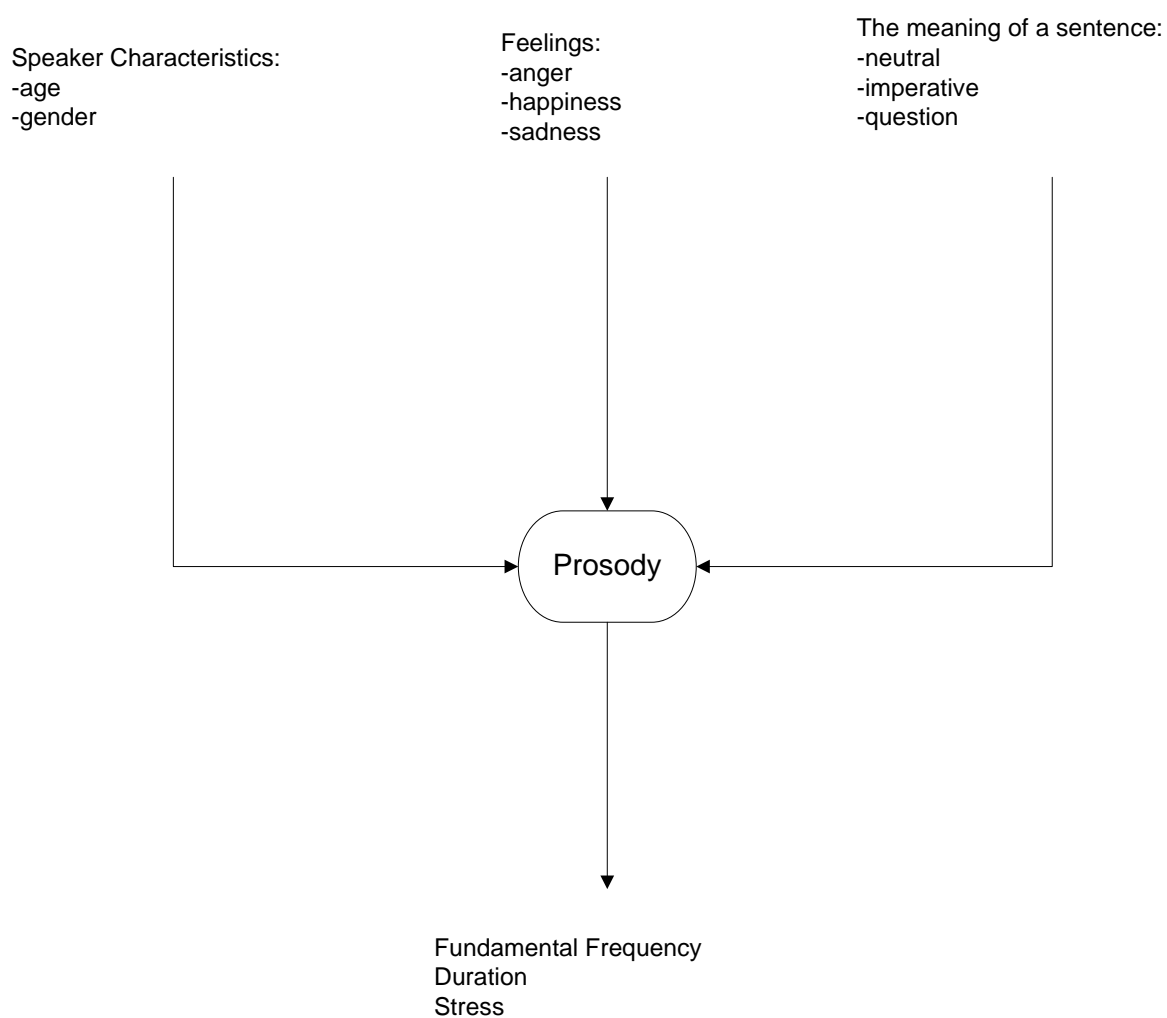 Speaker Characteristics:
-age
-gender
Feelings:
-anger
-happiness
-sadness
The meaning of a sentence:
-neutral
-imperative
-question
Prosody
Fundamental Frequency
Duration
Stress